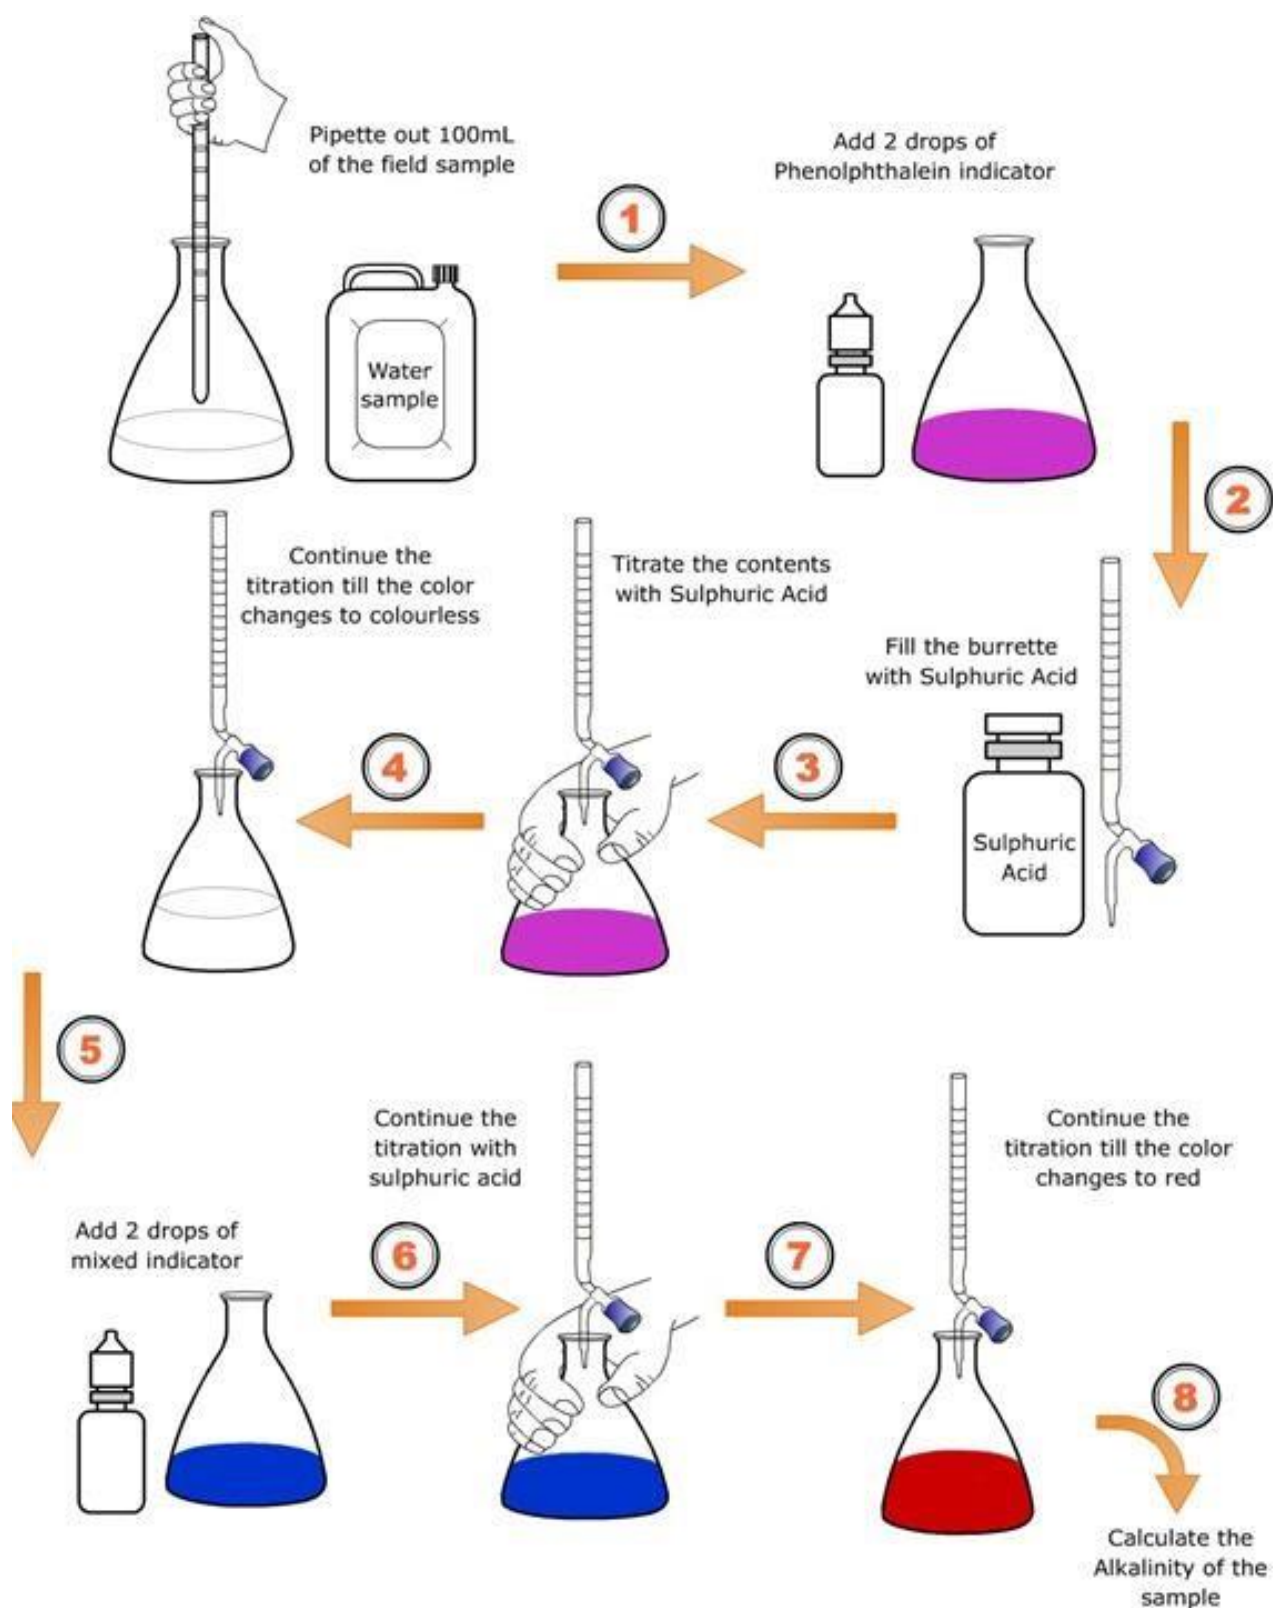 Pipette out 100mL
of the field sample
Water
sample
1
Add 2 drops of
Phenolphthalein indicator
2
Fill the burrette
with Sulphuric Acid
Sulphuric
Acid
3
Titrate the contents
with Sulphuric Acid
4
Continue the
titration till the color
changes to colourless
5
Add 2 drops of
mixed indicator
6
Continue the
titration with
sulphuric acid
7
Continue the
titration till the color
changes to red
8
Calculate the
Alkalinity of the
sample